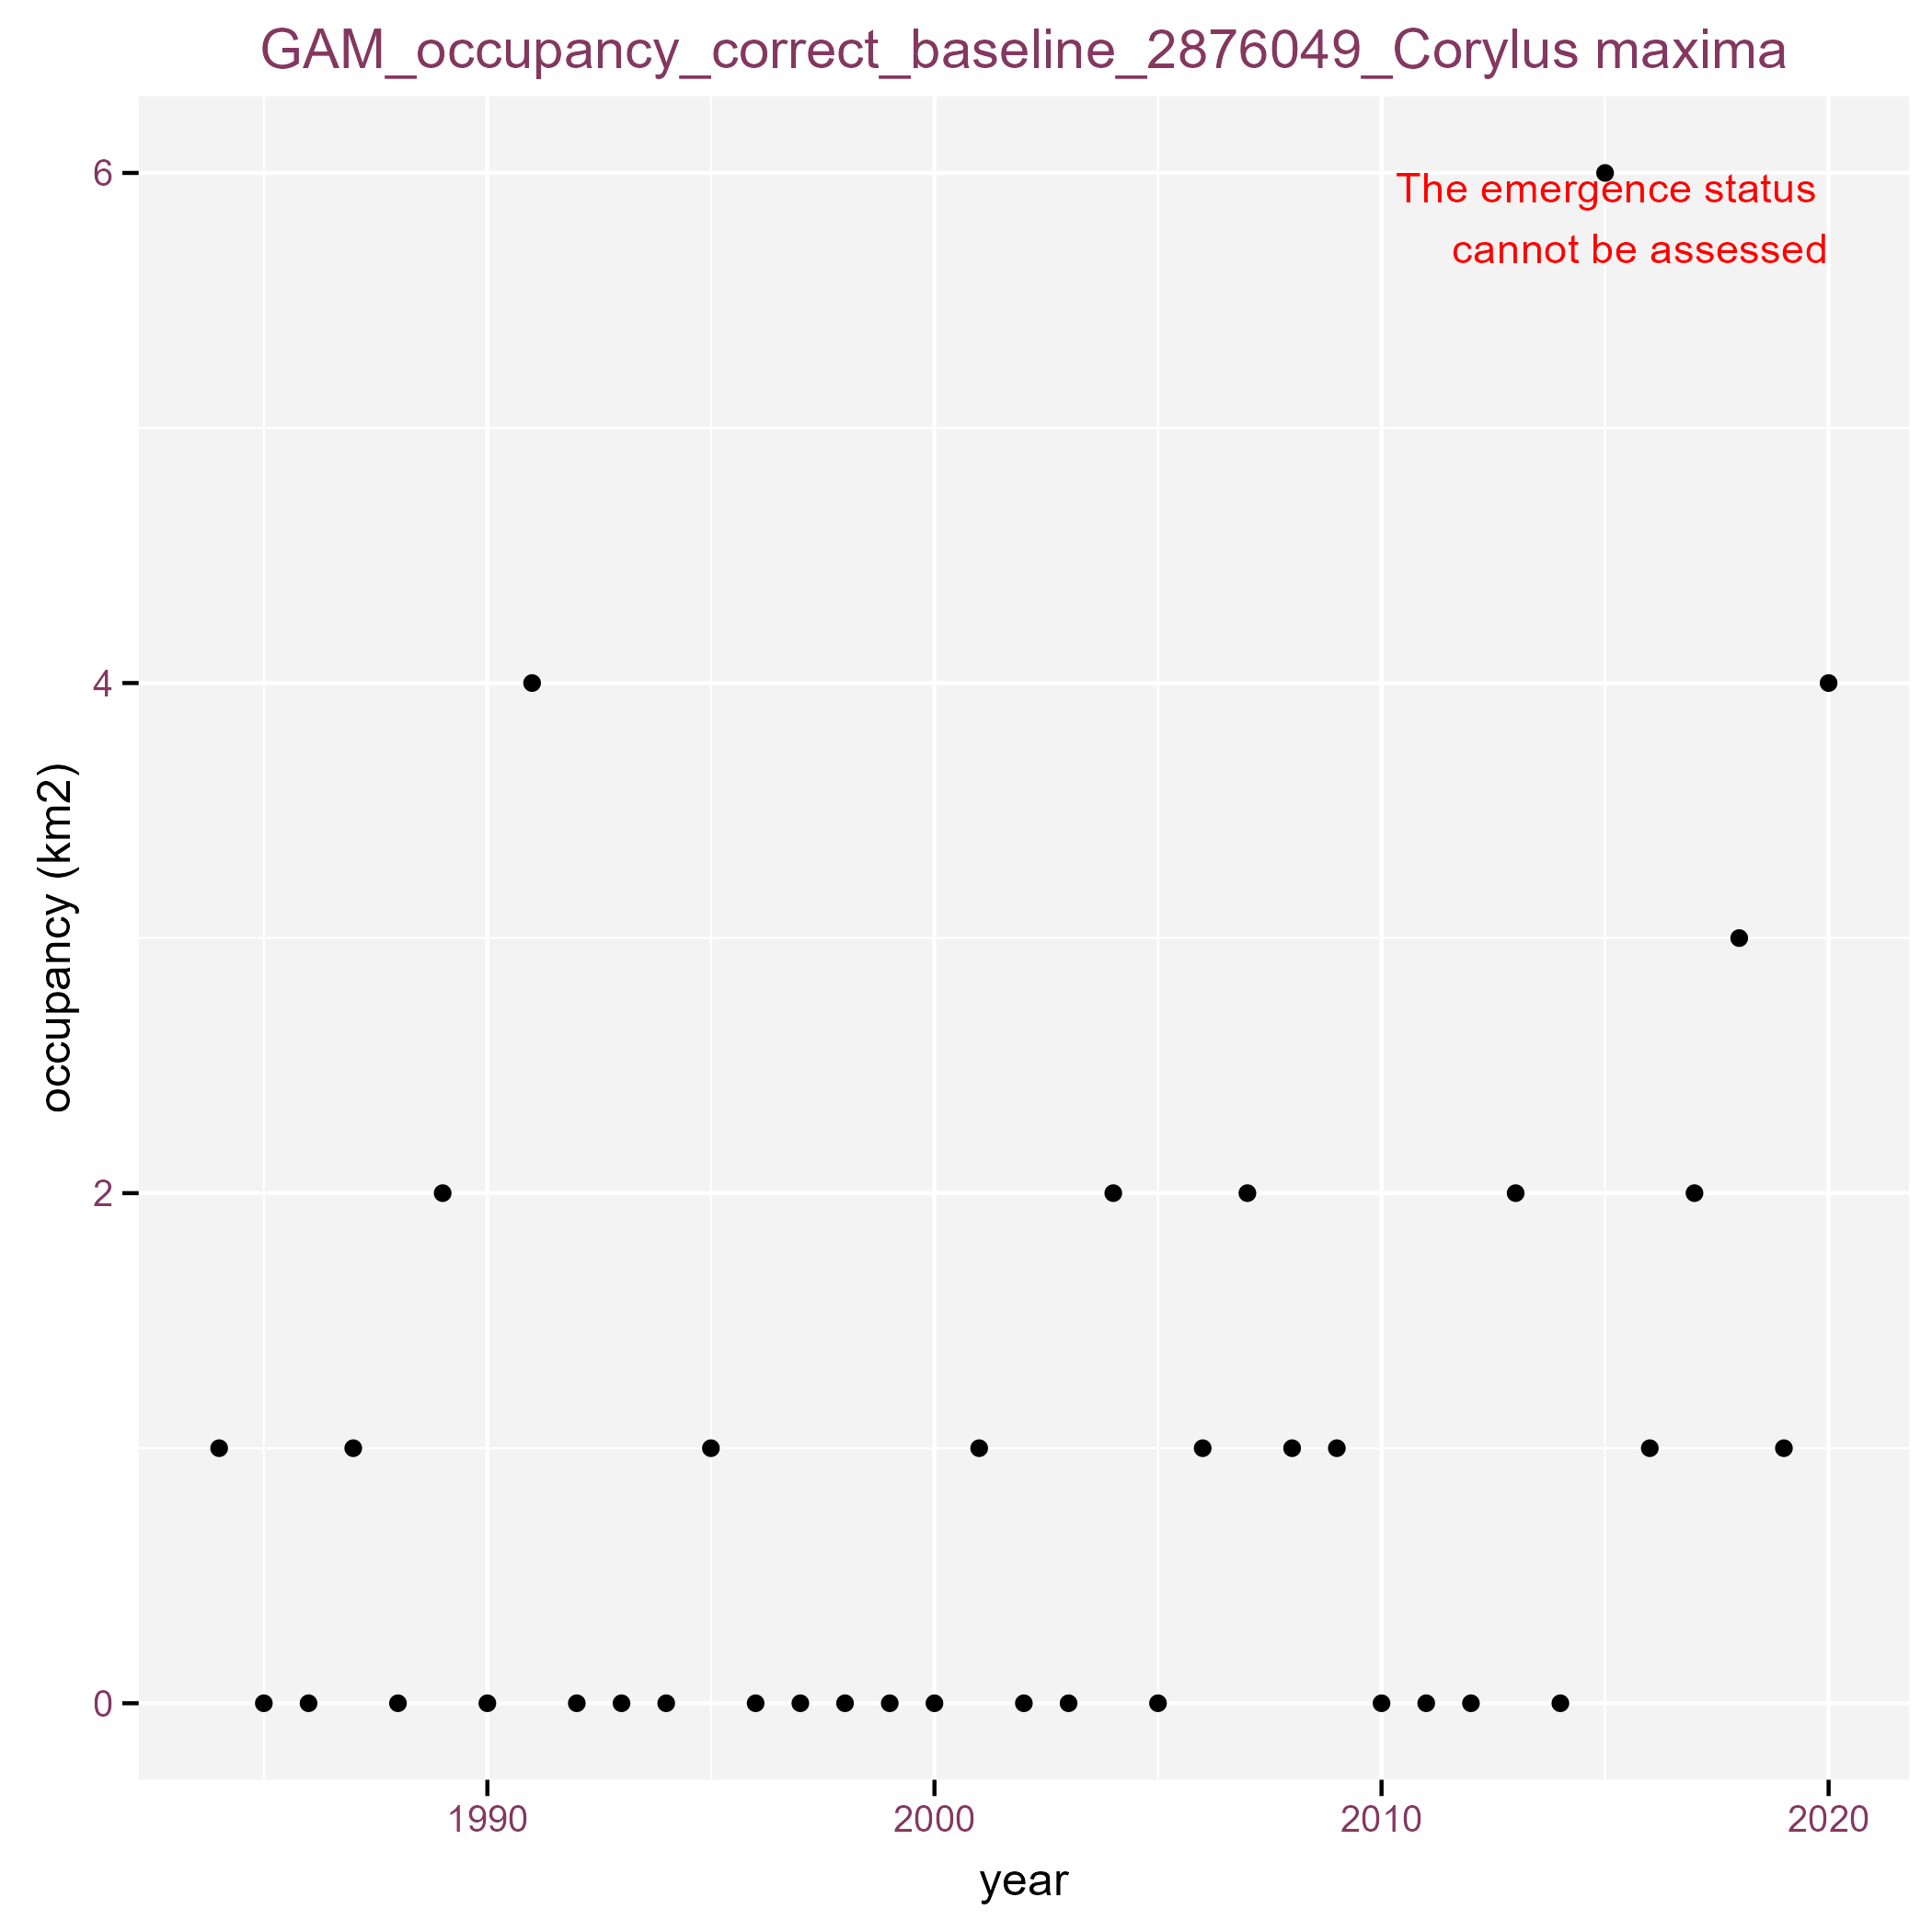 GAM_occupancy_correct_baseline_2876049_Corylus maxima
6
The emergence status
cannot be assessed
4
occupancy (km2)
2
0
1990 2000 2010 2020
year